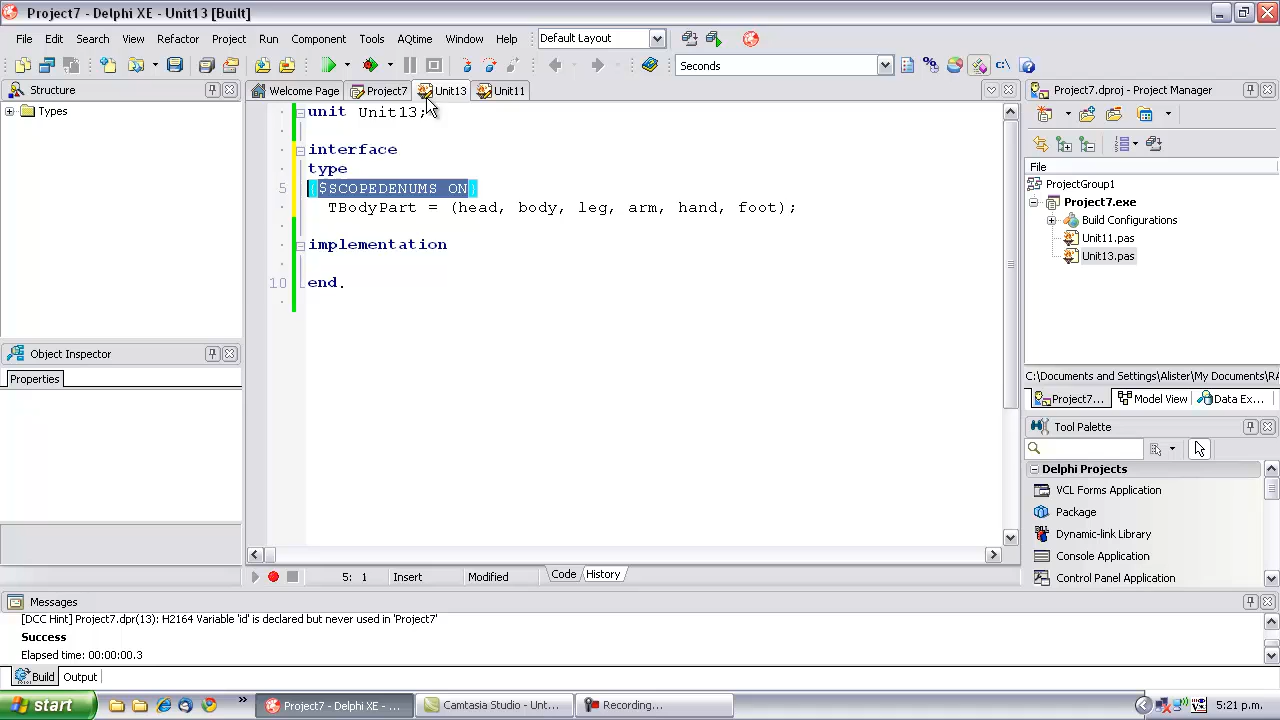 Project7 - Delphi XE - Unit13 [Built]
File Edit Search View Refactor Project Run Component Tools AQtime Window Help Default Layout
Seconds
Structure
Types
Welcome Page Project7 Unit13 Unit11
unit Unit13;
interface
type
5 {$SCOPEDENUMS ON}
TBodyPart = (head, body, leg, arm, hand, foot);
implementation
10 end.
Object Inspector
Properties
5: 1 Insert Modified Code History
Project7.dproj - Project Manager
File
ProjectGroup1
Project7.exe
Build Configurations
Unit11.pas
Unit13.pas
C:\Documents and Settings\Alister\My Documents\RA
Project7... Model View Data Ex...
Tool Palette
Delphi Projects
VCL Forms Application
Package
Dynamic-link Library
Console Application
Control Panel Application
Messages
[DCC Hint] Project7.dpr(13): H2164 Variable 'id' is declared but never used in 'Project7'
Success
Elapsed time: 00:00:00.3
Build Output
start Project7 - Delphi XE - ... Camtasia Studio - Unt... Recording... 5:21 p.m.